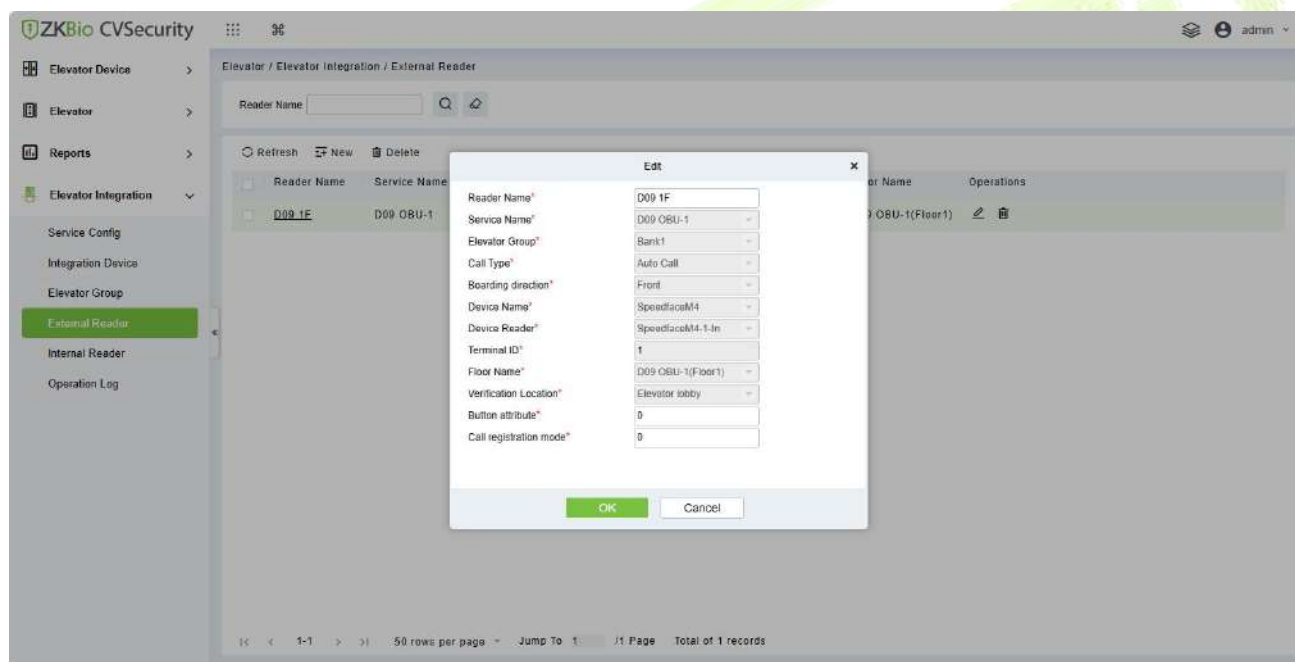 ZKBio CVSecurity
admin
Elevator Device
Elevator
Reports
Elevator Integration
Service Config
Integration Device
Elevator Group
External Reader
Internal Reader
Operation Log
Elevator / Elevator Integration / External Reader
Reader Name
Refresh New Delete
Reader Name Service Name or Name Operations
D09 1F D09 OBU-1 OBU-1(Floor1)
Edit
Reader Name* D09 1F
Service Name* D09 OBU-1
Elevator Group* Bank1
Call Type* Auto Call
Boarding direction* Front
Device Name* SpeedfaceM4
Device Reader* SpeedfaceM4-1-In
Terminal ID* 1
Floor Name* D09 OBU-1(Floor1)
Verification Location* Elevator lobby
Button attribute* 0
Call registration mode* 0
OK Cancel
1-1 50 rows per page Jump To 1 /1 Page Total of 1 records